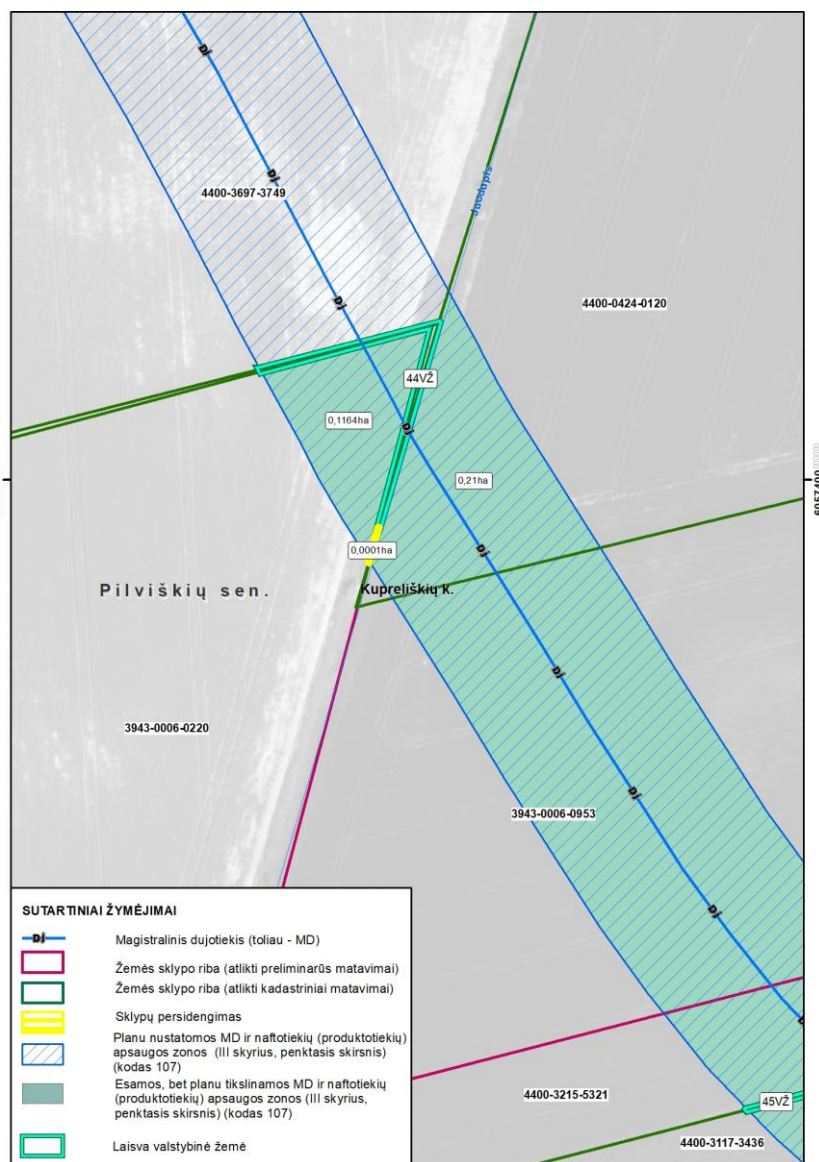 Dj
Dj
Juodupis
4400-3697-3749
Dj
4400-0424-0120
44VŽ
0,1164ha
Dj
0,21ha
6057400,000000
Dj
0,0001ha
Pilviškių sen.
Kupreliškių k.
Dj
3943-0006-0220
Dj
3943-0006-0953
Dj
Dj
4400-3215-5321
45VŽ
4400-3117-3436
SUTARTINIAI ŽYMĖJIMAI
Dj Magistralinis dujotiekis (toliau - MD)
Žemės sklypo riba (atlikti preliminarūs matavimai)
Žemės sklypo riba (atlikti kadastriniai matavimai)
Sklypų persidengimas
Planu nustatomos MD ir naftotiekių (produktotiekių)
apsaugos zonos (III skyrius, penktasis skirsnis)
(kodas 107)
Esamos, bet planu tikslinamos MD ir naftotiekių
(produktotiekių) apsaugos zonos (III skyrius,
penktasis skirsnis) (kodas 107)
Laisva valstybinė žemė